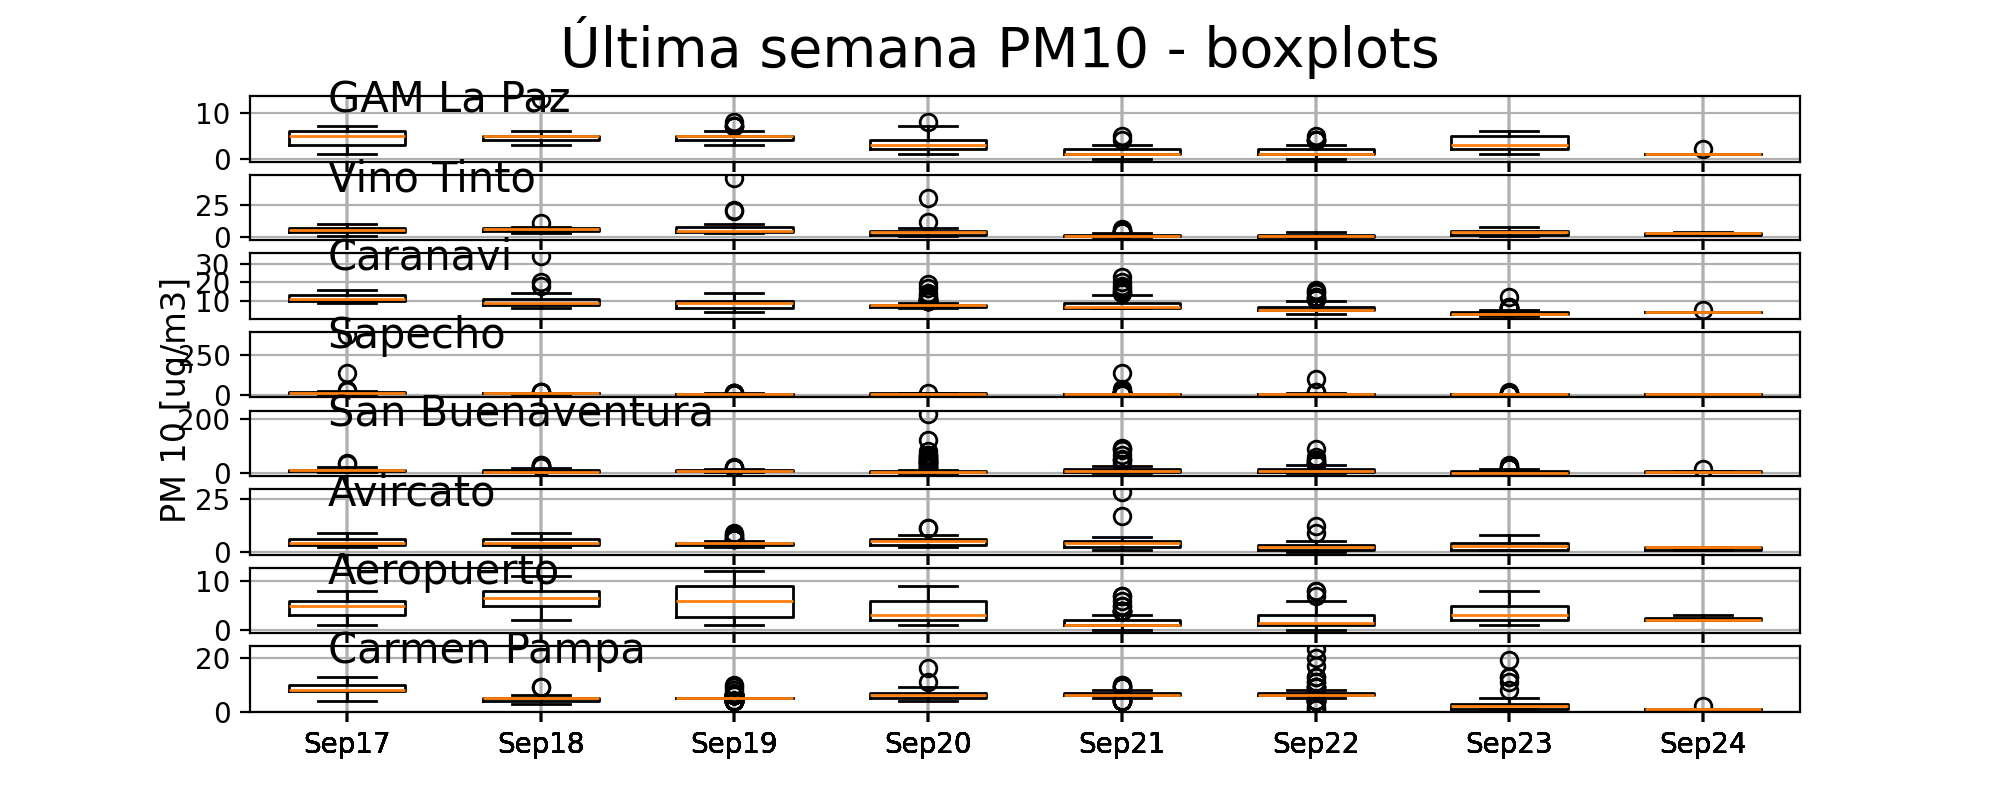 Última semana PM10 - boxplots
GAM La Paz
10
0
Vino Tinto
25
0
Caranavi
30
20
10
Sapecho
250
0
San Buenaventura
200
0
Avircato
25
0
Aeropuerto
10
0
Carmen Pampa
20
0
PM 10 [ug/m3]
Sep17 Sep18 Sep19 Sep20 Sep21 Sep22 Sep23 Sep24